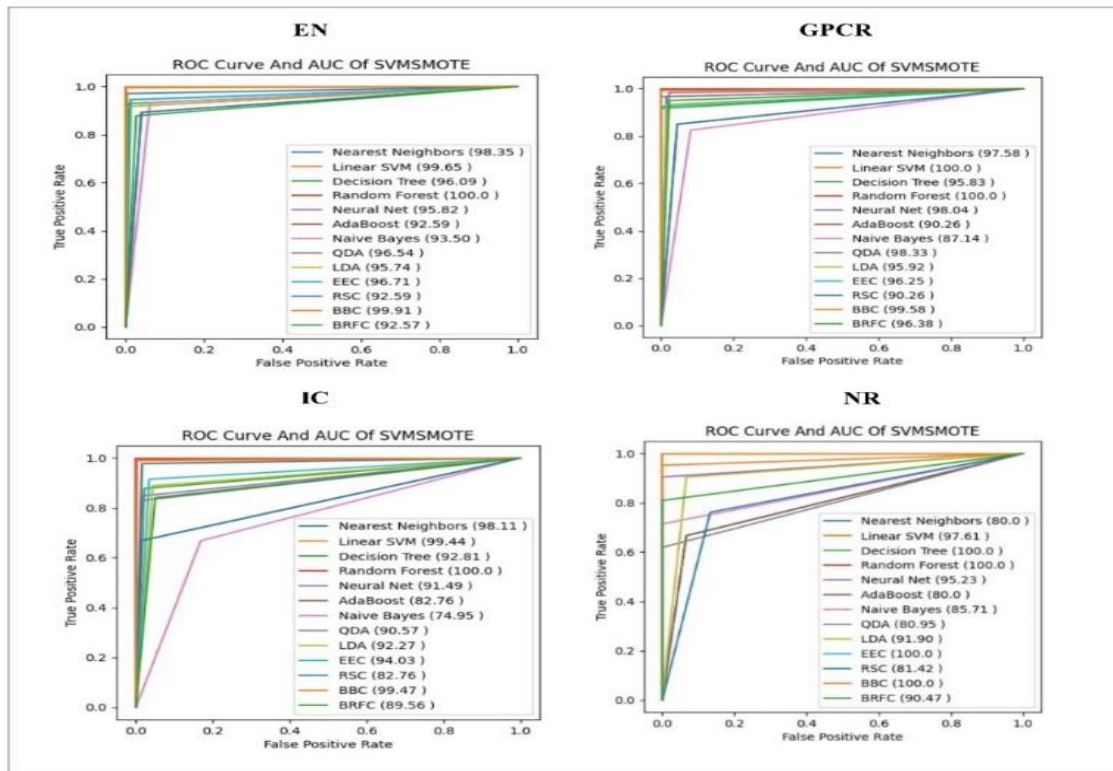 EN
ROC Curve And AUC Of SVMSMOTE
True Positive Rate
1.0
0.8
0.6
0.4
0.2
0.0
Nearest Neighbors (98.35 )
Linear SVM (99.65 )
Decision Tree (96.09 )
Random Forest (100.0 )
Neural Net (95.82 )
AdaBoost (92.59 )
Naive Bayes (93.50 )
QDA (96.54 )
LDA (95.74 )
EEC (96.71 )
RSC (92.59 )
BBC (99.91 )
BRFC (92.57 )
0.0 0.2 0.4 0.6 0.8 1.0
False Positive Rate
GPCR
ROC Curve And AUC Of SVMSMOTE
True Positive Rate
1.0
0.8
0.6
0.4
0.2
0.0
Nearest Neighbors (97.58 )
Linear SVM (100.0 )
Decision Tree (95.83 )
Random Forest (100.0 )
Neural Net (98.04 )
AdaBoost (90.26 )
Naive Bayes (87.14 )
QDA (98.33 )
LDA (95.92 )
EEC (96.25 )
RSC (90.26 )
BBC (99.58 )
BRFC (96.38 )
0.0 0.2 0.4 0.6 0.8 1.0
False Positive Rate
IC
ROC Curve And AUC Of SVMSMOTE
True Positive Rate
1.0
0.8
0.6
0.4
0.2
0.0
Nearest Neighbors (98.11 )
Linear SVM (99.44 )
Decision Tree (92.81 )
Random Forest (100.0 )
Neural Net (91.49 )
AdaBoost (82.76 )
Naive Bayes (74.95 )
QDA (90.57 )
LDA (92.27 )
EEC (94.03 )
RSC (82.76 )
BBC (99.47 )
BRFC (89.56 )
0.0 0.2 0.4 0.6 0.8 1.0
False Positive Rate
NR
ROC Curve And AUC Of SVMSMOTE
True Positive Rate
1.0
0.8
0.6
0.4
0.2
0.0
Nearest Neighbors (80.0 )
Linear SVM (97.61 )
Decision Tree (100.0 )
Random Forest (100.0 )
Neural Net (95.23 )
AdaBoost (80.0 )
Naive Bayes (85.71 )
QDA (80.95 )
LDA (91.90 )
EEC (100.0 )
RSC (81.42 )
BBC (100.0 )
BRFC (90.47 )
0.0 0.2 0.4 0.6 0.8 1.0
False Positive Rate